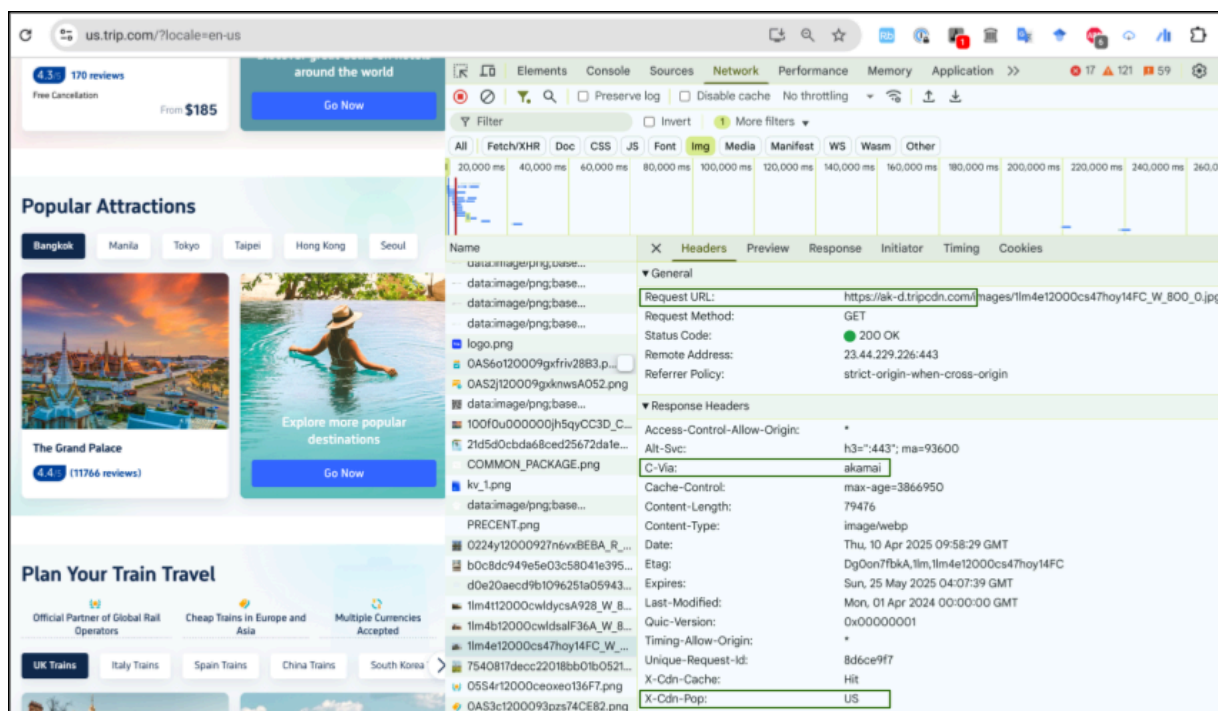 us.trip.com/?locale=en-us
4.3/5 170 reviews
Free Cancellation
From $185
around the world
Go Now
Popular Attractions
Bangkok Manila Tokyo Taipei Hong Kong Seoul
Explore more popular
destinations
Go Now
The Grand Palace
4.4/5 (11766 reviews)
Plan Your Train Travel
Official Partner of Global Rail
Operators
Cheap Trains in Europe and
Asia
Multiple Currencies
Accepted
UK Trains Italy Trains Spain Trains China Trains South Korea
Elements Console Sources Network Performance Memory Application 17 121 59
Preserve log Disable cache No throttling
Filter Invert 1 More filters
All Fetch/XHR Doc CSS JS Font Img Media Manifest WS Wasm Other
20,000 ms 40,000 ms 60,000 ms 80,000 ms 100,000 ms 120,000 ms 140,000 ms 160,000 ms 180,000 ms 200,000 ms 220,000 ms 240,000 ms 260,0
Name
data:image/png;base...
data:image/png;base...
data:image/png;base...
data:image/png;base...
logo.png
0AS6o120009gxfriv28B3.p...
0AS2j120009gxknwsA052.png
data:image/png;base...
100f0u000000jh5qyCC3D_C...
21d5d0cbda68ced25672da1e...
COMMON_PACKAGE.png
kv_1.png
data:image/png;base...
PRECENT.png
0224y12000927n6vxBEBA_R_...
b0c8dc949e5e03c58041e395...
d0e20aecd9b1096251a05943...
1lm4t12000cwldycsA928_W_8...
1lm4b12000cwldsalF36A_W_8...
1lm4e12000cs47hoy14FC_W_...
7540817decc22018bb01b0521...
05S4r12000ceoxeo136F7.png
0AS3c1200093pzs74CE82.png
Headers Preview Response Initiator Timing Cookies
General
Request URL: https://ak-d.tripcdn.com/images/1lm4e12000cs47hoy14FC_W_800_0.jpg
Request Method: GET
Status Code: 200 OK
Remote Address: 23.44.229.226:443
Referrer Policy: strict-origin-when-cross-origin
Response Headers
Access-Control-Allow-Origin: *
Alt-Svc: h3=":443"; ma=93600
C-Via: akamai
Cache-Control: max-age=3866950
Content-Length: 79476
Content-Type: image/webp
Date: Thu, 10 Apr 2025 09:58:29 GMT
Etag: Dg0on7fbkA,1lm,1lm4e12000cs47hoy14FC
Expires: Sun, 25 May 2025 04:07:39 GMT
Last-Modified: Mon, 01 Apr 2024 00:00:00 GMT
Quic-Version: 0x00000001
Timing-Allow-Origin: *
Unique-Request-Id: 8d6ce9f7
X-Cdn-Cache: Hit
X-Cdn-Pop: US